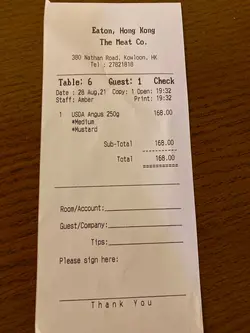 Eaton, Hong Kong
The Meat Co.
380 Nathan Road, Kowloon, HK
Tel : 27821818
Table: 6 Guest: 1 Check
Date : 28 Aug,21 Copy: 1 Open: 19:32
Staff: Amber Print: 19:32
1 USDA Angus 250g 168.00
*Medium
*Mustard
Sub-Total 168.00
Total 168.00
Room/Account:
Guest/Company:
Tips:
Please sign here:
Thank You